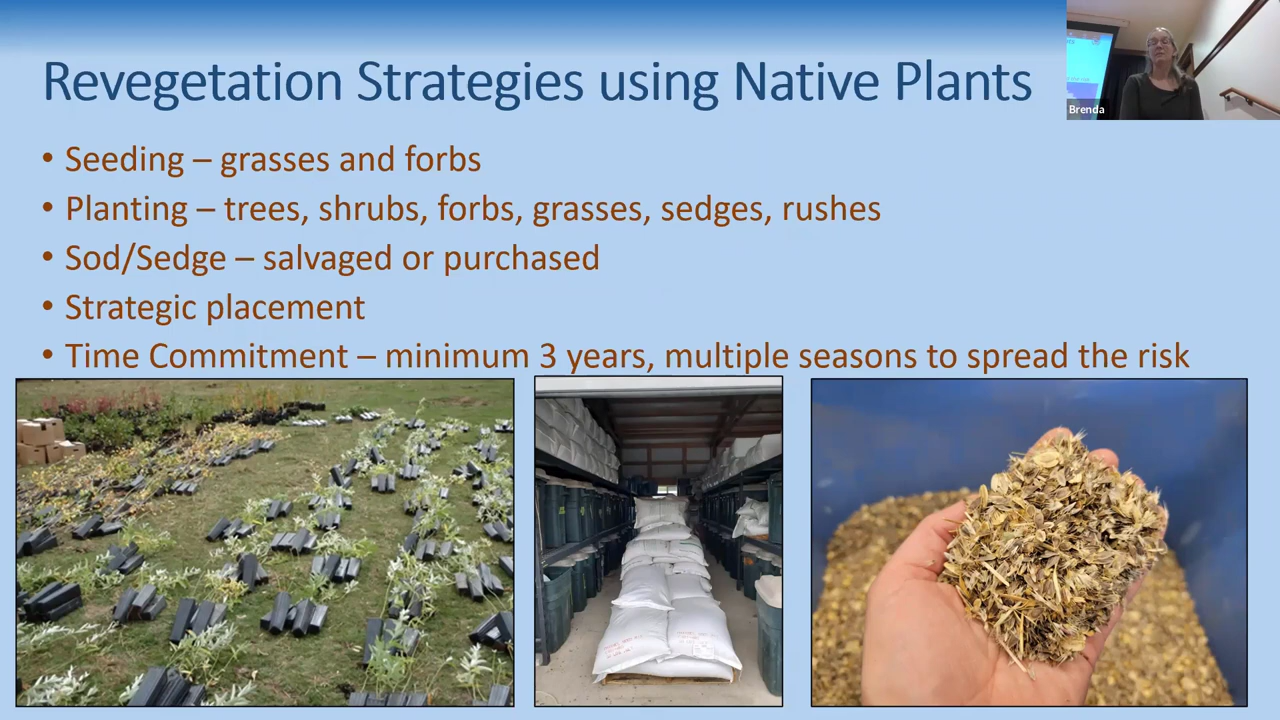 Revegetation Strategies using Native Plants
Brenda
• Seeding – grasses and forbs
• Planting – trees, shrubs, forbs, grasses, sedges, rushes
• Sod/Sedge – salvaged or purchased
• Strategic placement
• Time Commitment – minimum 3 years, multiple seasons to spread the risk